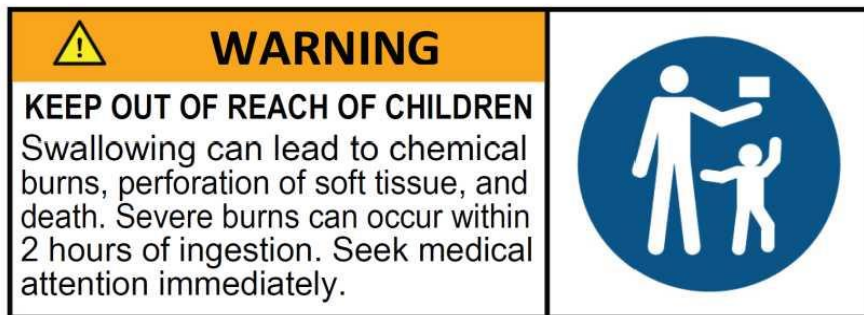 WARNING
KEEP OUT OF REACH OF CHILDREN
Swallowing can lead to chemical
burns, perforation of soft tissue, and
death. Severe burns can occur within
2 hours of ingestion. Seek medical
attention immediately.